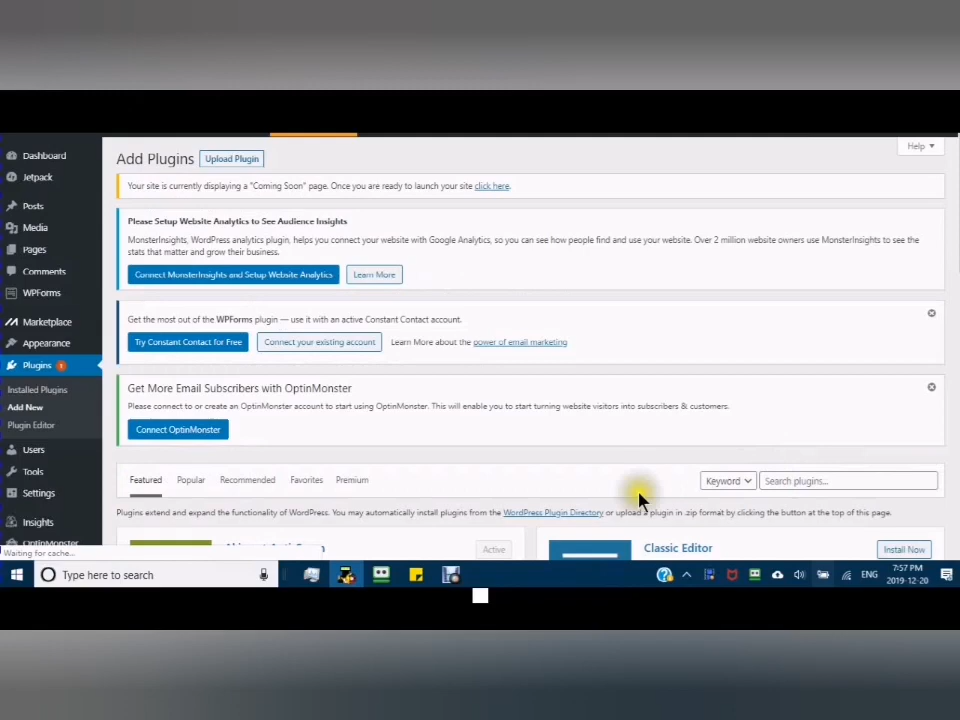 Dashboard
Jetpack
Posts
Media
Pages
Comments
WPForms
Marketplace
Appearance
Plugins 1
Installed Plugins
Add New
Plugin Editor
Users
Tools
Settings
Insights
OptinMonster
Waiting for cache...
Add Plugins Upload Plugin
Help
Your site is currently displaying a "Coming Soon" page. Once you are ready to launch your site click here.
Please Setup Website Analytics to See Audience Insights
MonsterInsights, WordPress analytics plugin, helps you connect your website with Google Analytics, so you can see how people find and use your website. Over 2 million website owners use MonsterInsights to see the
stats that matter and grow their business.
Connect MonsterInsights and Setup Website Analytics Learn More
Get the most out of the WPForms plugin — use it with an active Constant Contact account.
Try Constant Contact for Free Connect your existing account Learn More about the power of email marketing
Get More Email Subscribers with OptinMonster
Please connect to or create an OptinMonster account to start using OptinMonster. This will enable you to start turning website visitors into subscribers & customers.
Connect OptinMonster
Featured Popular Recommended Favorites Premium Keyword Search plugins...
Plugins extend and expand the functionality of WordPress. You may automatically install plugins from the WordPress Plugin Directory or upload a plugin in .zip format by clicking the button at the top of this page.
Active Classic Editor Install Now
Type here to search ENG 7:57 PM
2019-12-20